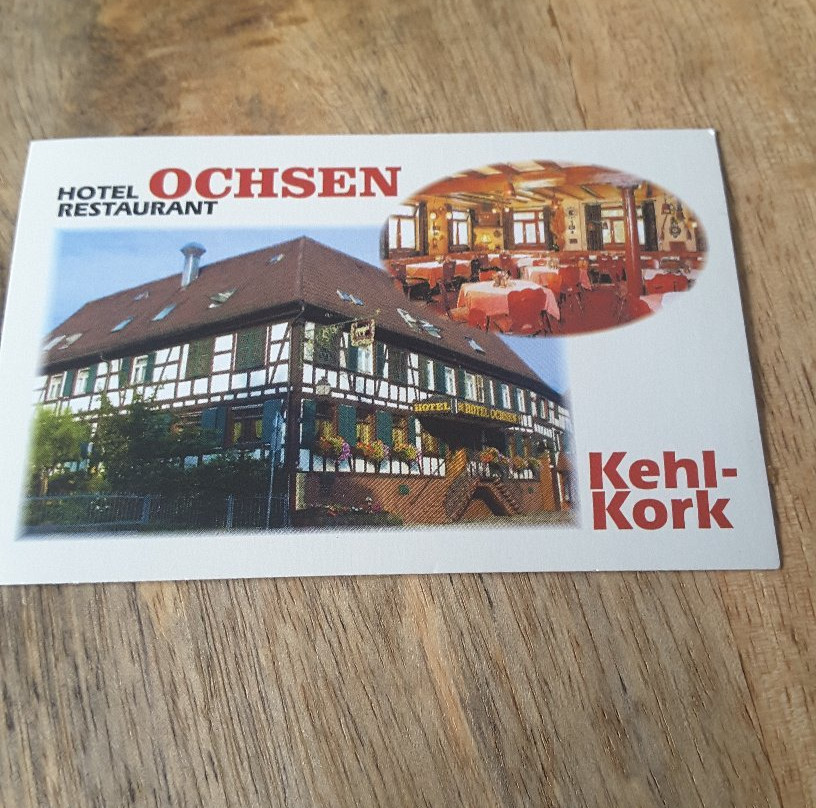 HOTEL OCHSEN
RESTAURANT
HOTEL
HOTEL OCHSEN
Kehl-
Kork